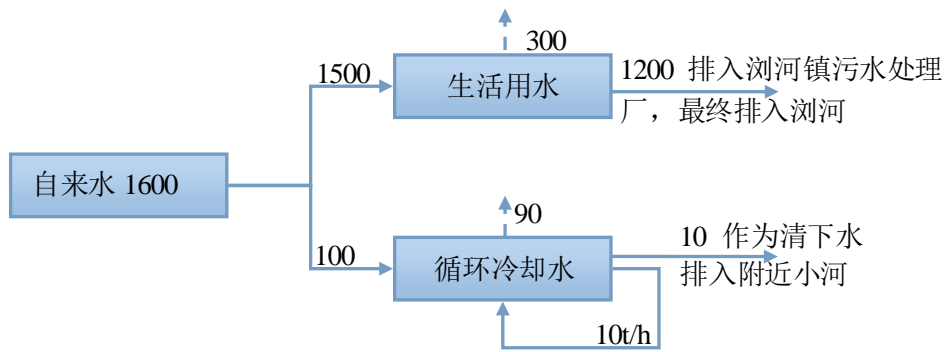 300
1500
生活用水
1200 排入浏河镇污水处理
厂，最终排入浏河
自来水 1600
90
100
循环冷却水
10 作为清下水
排入附近小河
10t/h